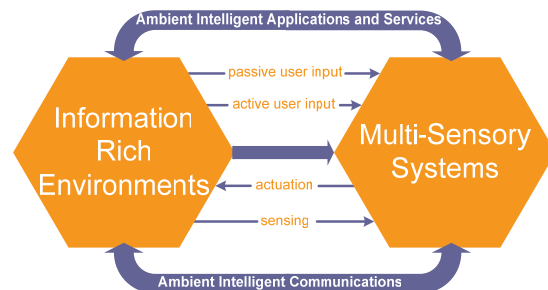 Ambient Intelligent Applications and Services
passive user input
active user input
Information
Rich
Environments
Multi-Sensory
Systems
actuation
sensing
Ambient Intelligent Communications